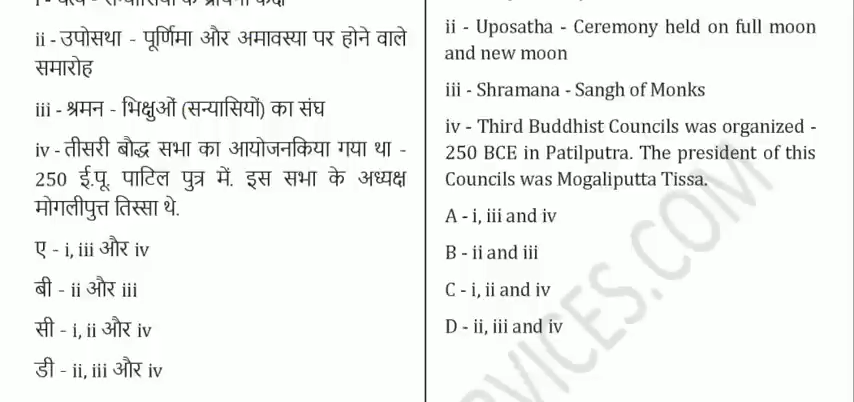 ii - उपोसथा - पूर्णिमा और अमावस्या पर होने वाले
समारोह
iii - श्रमन - भिक्षुओं (सन्यासियों) का संघ
iv - तीसरी बौद्ध सभा का आयोजनकिया गया था -
250 ई.पू. पाटिल पुत्र में. इस सभा के अध्यक्ष
मोगलीपुत्त तिस्सा थे.
ए - i, iii और iv
बी - ii और iii
सी - i, ii और iv
डी - ii, iii और iv
ii - Uposatha - Ceremony held on full moon
and new moon
iii - Shramana - Sangh of Monks
iv - Third Buddhist Councils was organized -
250 BCE in Patilputra. The president of this
Councils was Mogaliputta Tissa.
A - i, iii and iv
B - ii and iii
C - i, ii and iv
D - ii, iii and iv
RVICES.COM